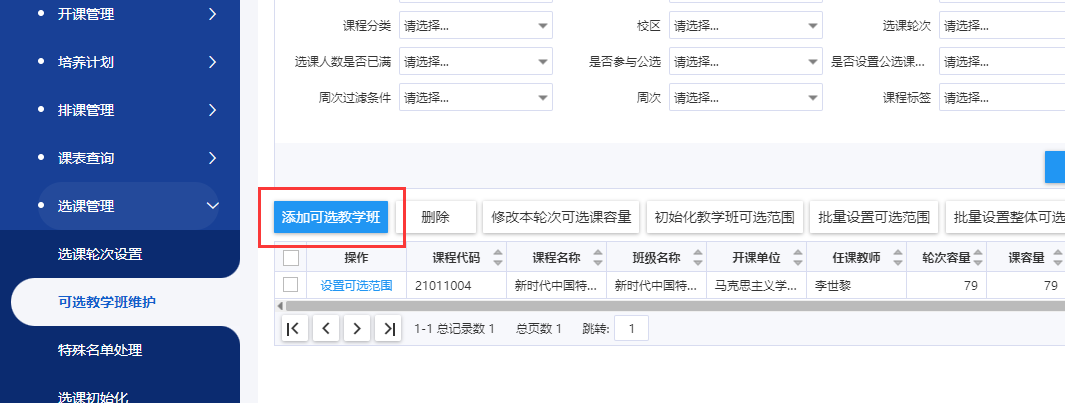 开课管理
培养计划
排课管理
课表查询
选课管理
选课轮次设置
可选教学班维护
特殊名单处理
选课初始化
课程分类 请选择... 校区 请选择... 选课轮次 请选择...
选课人数是否已满 请选择... 是否参与公选 请选择... 是否设置公选课... 请选择...
周次过滤条件 请选择... 周次 请选择... 课程标签 请选择...
添加可选教学班 删除 修改本轮次可选课容量 初始化教学班可选范围 批量设置可选范围 批量设置整体可选
操作 课程代码 课程名称 班级名称 开课单位 任课教师 轮次容量 课容量
设置可选范围 21011004 新时代中国特... 新时代中国特... 马克思主义学... 李世黎 79 79
1-1 总记录数 1 总页数 1 跳转: 1